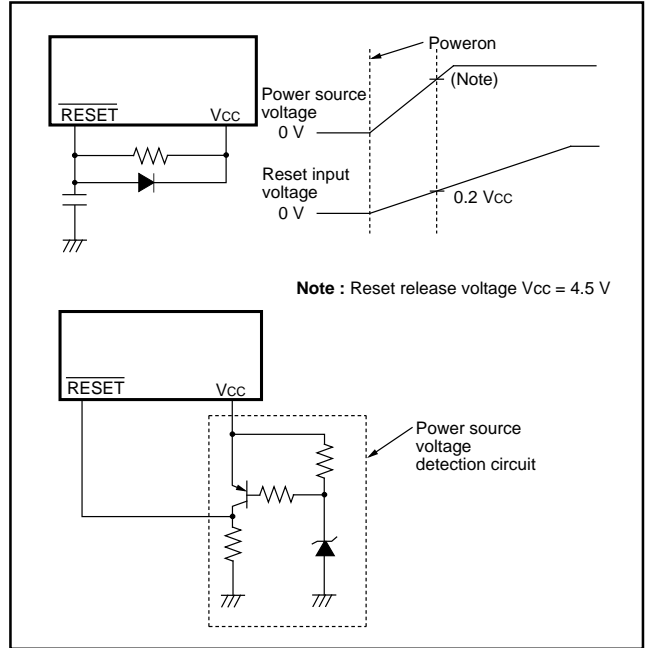 RESET
Vcc
Poweron
(Note)
Power source
voltage
0 V
Reset input
voltage
0 V
0.2 Vcc
Note : Reset release voltage Vcc = 4.5 V
RESET
Vcc
Power source
voltage
detection circuit